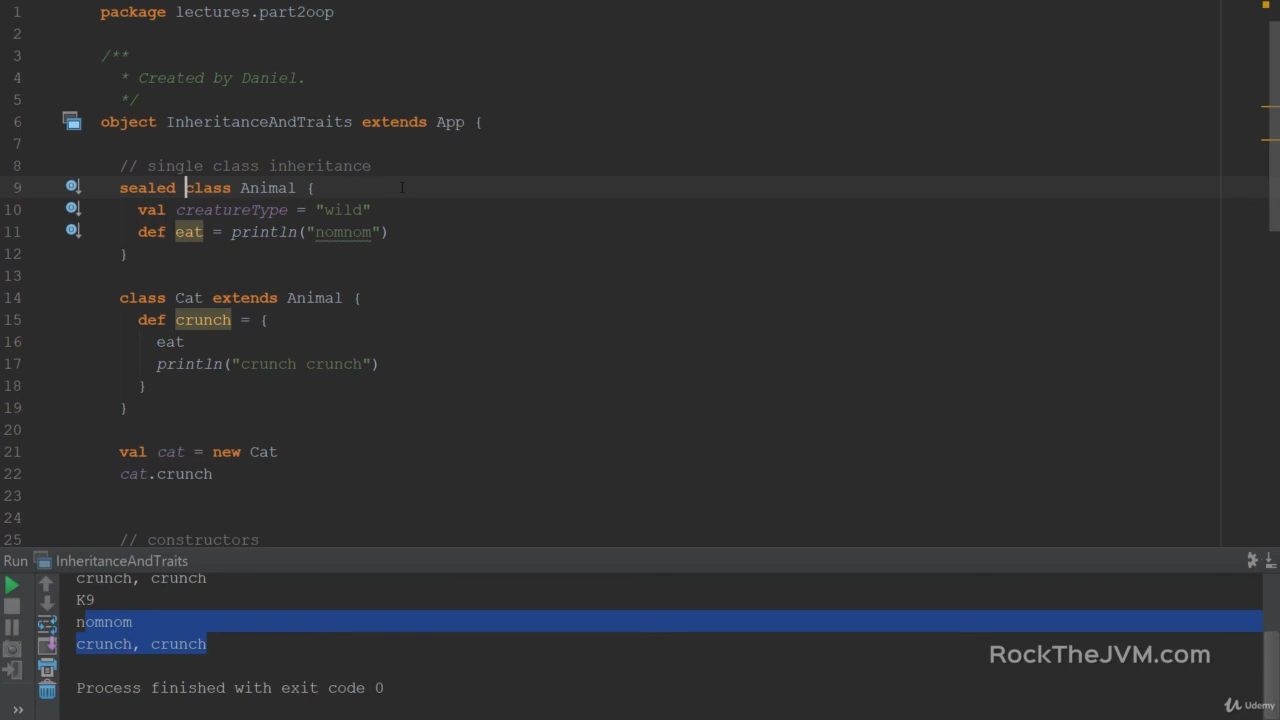 1 package lectures.part2oop
2
3 /**
4 * Created by Daniel.
5 */
6 object InheritanceAndTraits extends App {
7
8 // single class inheritance
9 sealed class Animal {
10 val creatureType = "wild"
11 def eat = println("nomnom")
12 }
13
14 class Cat extends Animal {
15 def crunch = {
16 eat
17 println("crunch crunch")
18 }
19 }
20
21 val cat = new Cat
22 cat.crunch
23
24
25 // constructors
Run InheritanceAndTraits
crunch, crunch
K9
nomnom
crunch, crunch
Process finished with exit code 0
RockTheJVM.com
Udemy